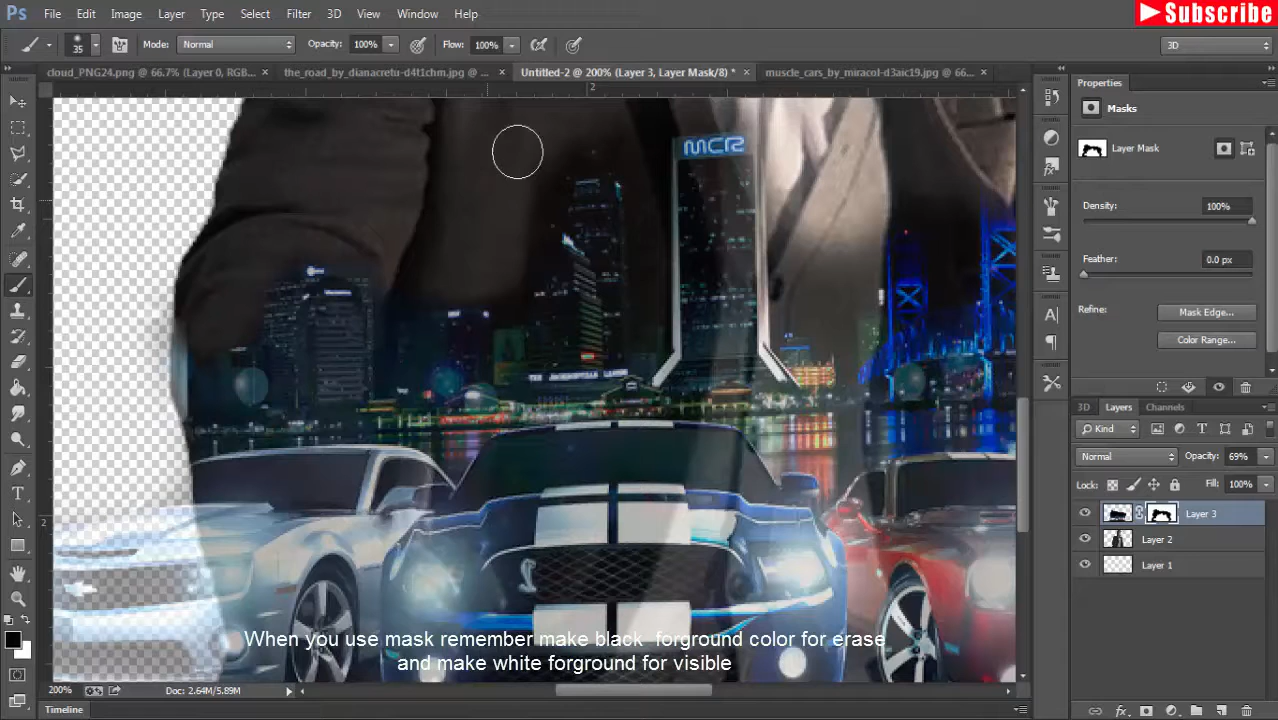 Subscribe
Ps File Edit Image Layer Type Select Filter 3D View Window Help
35 Mode: Normal Opacity: 100% Flow: 100% 3D
cloud_PNG24.png @ 66.7% (Layer 0, RGB... × the_road_by_dianacretu-d4t1chm.jpg @ ... × Untitled-2 @ 200% (Layer 3, Layer Mask/8) * × muscle_cars_by_miracol-d3aic19.jpg @ 66... ×
2
Properties
Masks
Layer Mask
Density: 100%
Feather: 0.0 px
Refine: Mask Edge...
Color Range...
MCR
2
3D Layers Channels
Kind
Normal Opacity: 69%
Lock: Fill: 100%
Layer 3
Layer 2
Layer 1
When you use mask remember make black forground color for erase
and make white forground for visible
200% Doc: 2.64M/5.89M
Timeline